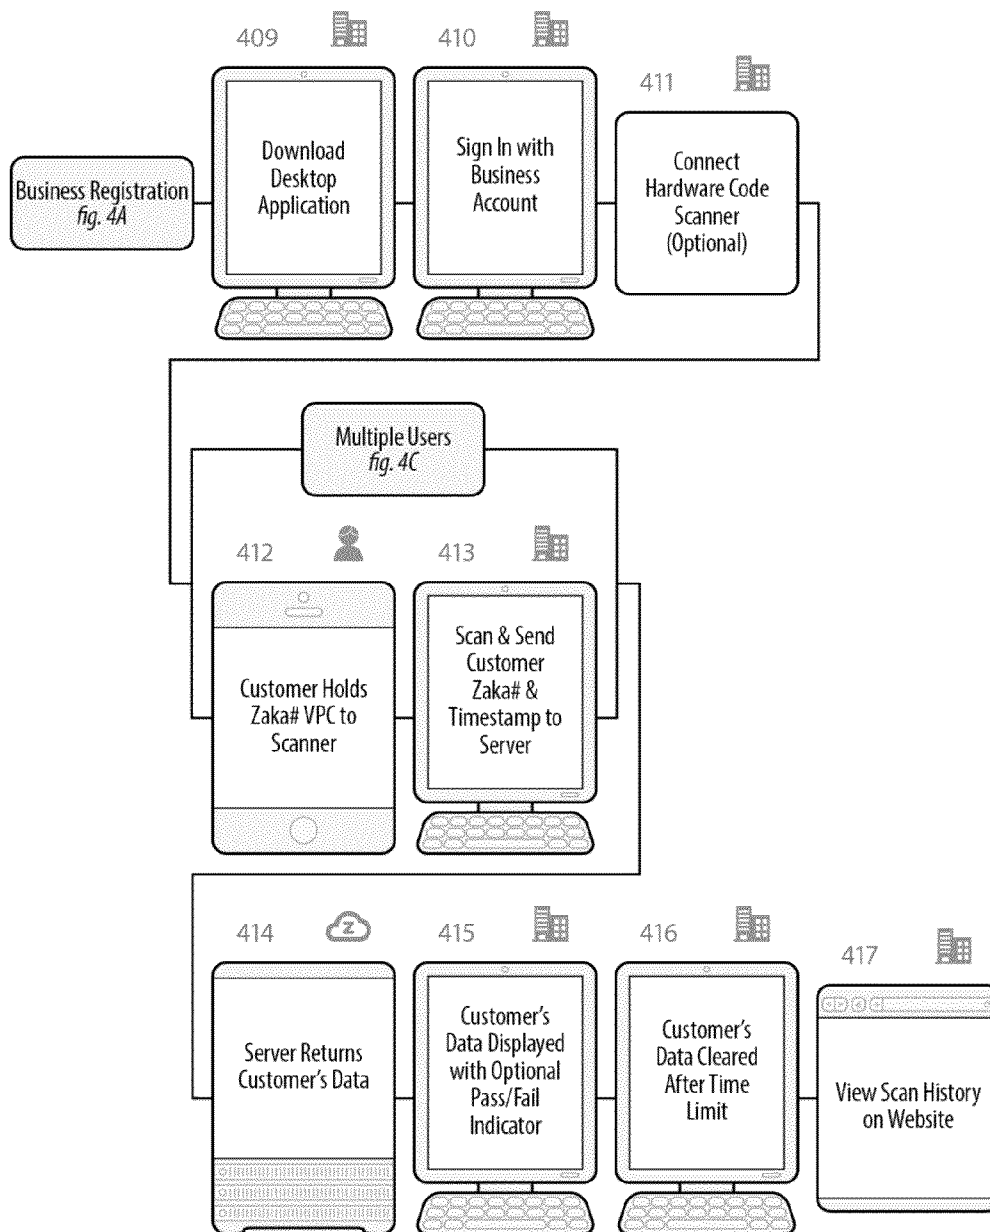 409
410
411
Business Registration
fig. 4A
Download
Desktop
Application
Sign In with
Business
Account
Connect
Hardware Code
Scanner
(Optional)
Multiple Users
fig. 4C
412
413
Customer Holds
Zaka# VPC to
Scanner
Scan & Send
Customer
Zaka# &
Timestamp to
Server
414
Z
415
416
417
Server Returns
Customer's Data
Customer's
Data Displayed
with Optional
Pass/Fail
Indicator
Customer's
Data Cleared
After Time
Limit
View Scan History
on Website